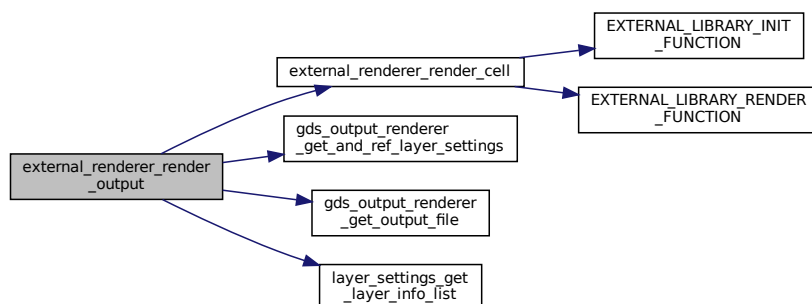 external_renderer_render
_output
external_renderer_render_cell
EXTERNAL_LIBRARY_INIT
_FUNCTION
EXTERNAL_LIBRARY_RENDER
_FUNCTION
gds_output_renderer
_get_and_ref_layer_settings
gds_output_renderer
_get_output_file
layer_settings_get
_layer_info_list